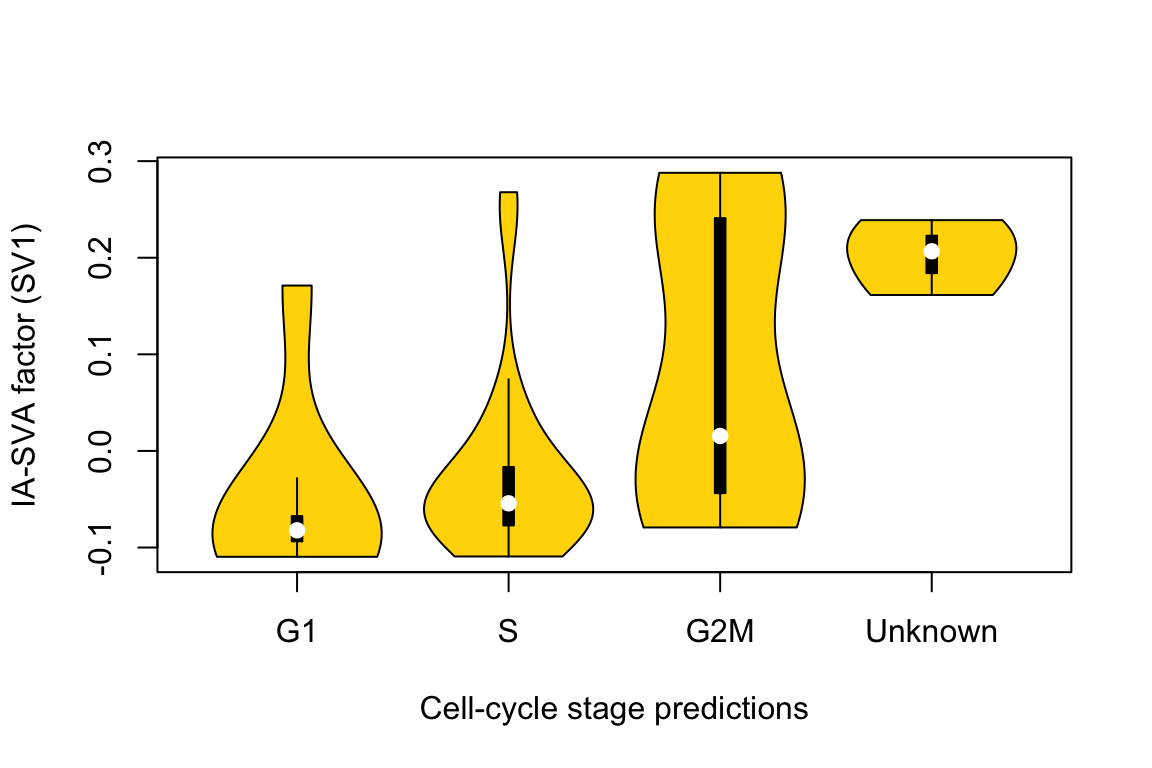 IA-SVA factor (SV1)
0.3
0.2
0.1
0.0
-0.1
G1 S G2M Unknown
Cell-cycle stage predictions